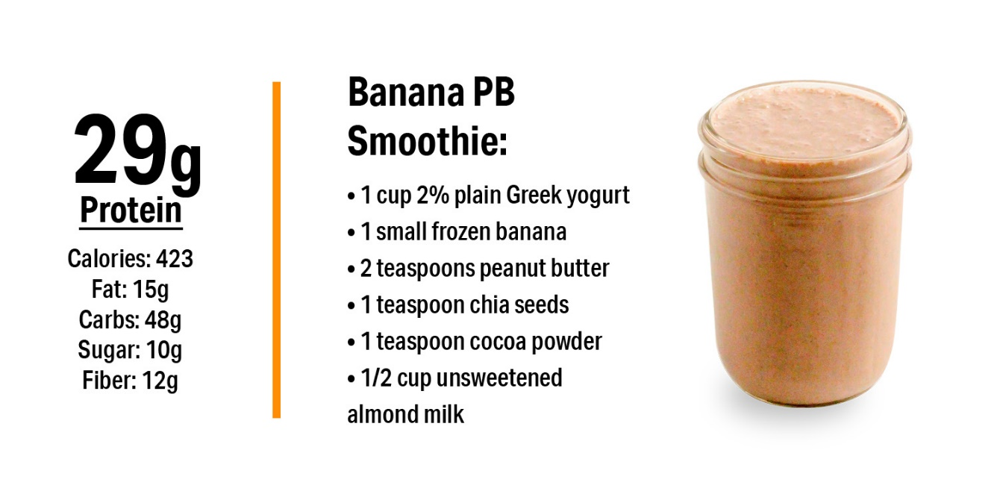 29g
Protein
Calories: 423
Fat: 15g
Carbs: 48g
Sugar: 10g
Fiber: 12g
Banana PB
Smoothie:
• 1 cup 2% plain Greek yogurt
• 1 small frozen banana
• 2 teaspoons peanut butter
• 1 teaspoon chia seeds
• 1 teaspoon cocoa powder
• 1/2 cup unsweetened
almond milk